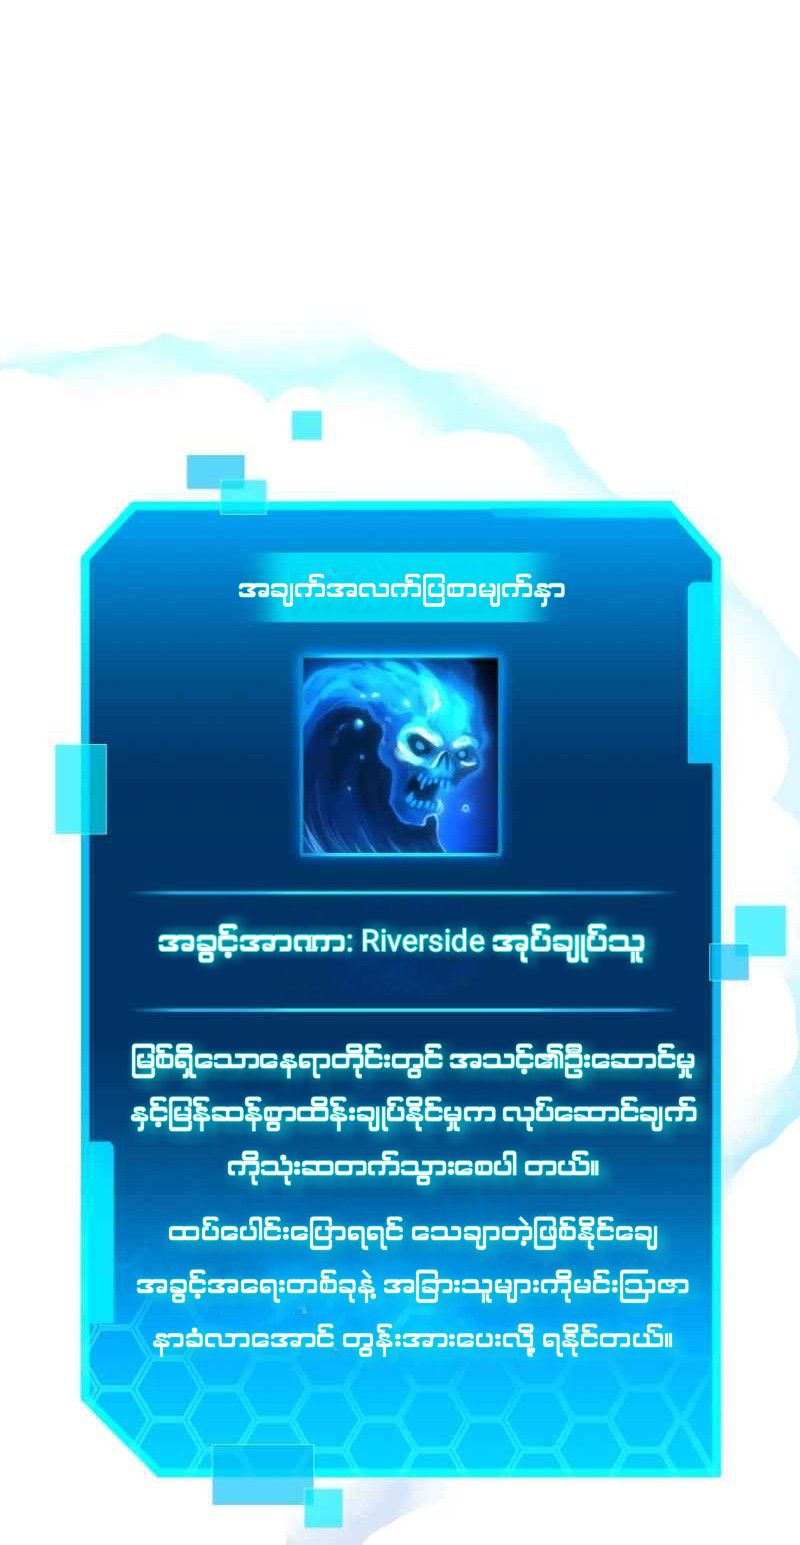 အချက်အလက်ပြစာမျက်နှာ
အခွင့်အာဏာ: Riverside အုပ်ချုပ်သူ
မြစ်ရှိသောနေရာတိုင်းတွင် အသင့်၏ဦးဆောင်မှု
နှင့်မြန်ဆန်စွာထိန်းချုပ်နိုင်မှုက လုပ်ဆောင်ချက်
ကိုသုံးဆတက်သွားစေပါ တယ်။
ထပ်ပေါင်းပြောရရင် သေချာတဲ့ဖြစ်နိုင်ချေ
အခွင့်အရေးတစ်ခုနဲ့ အခြားသူများကိုမင်းဩဇာ
နာခံလာအောင် တွန်းအားပေးလို့ ရနိုင်တယ်။